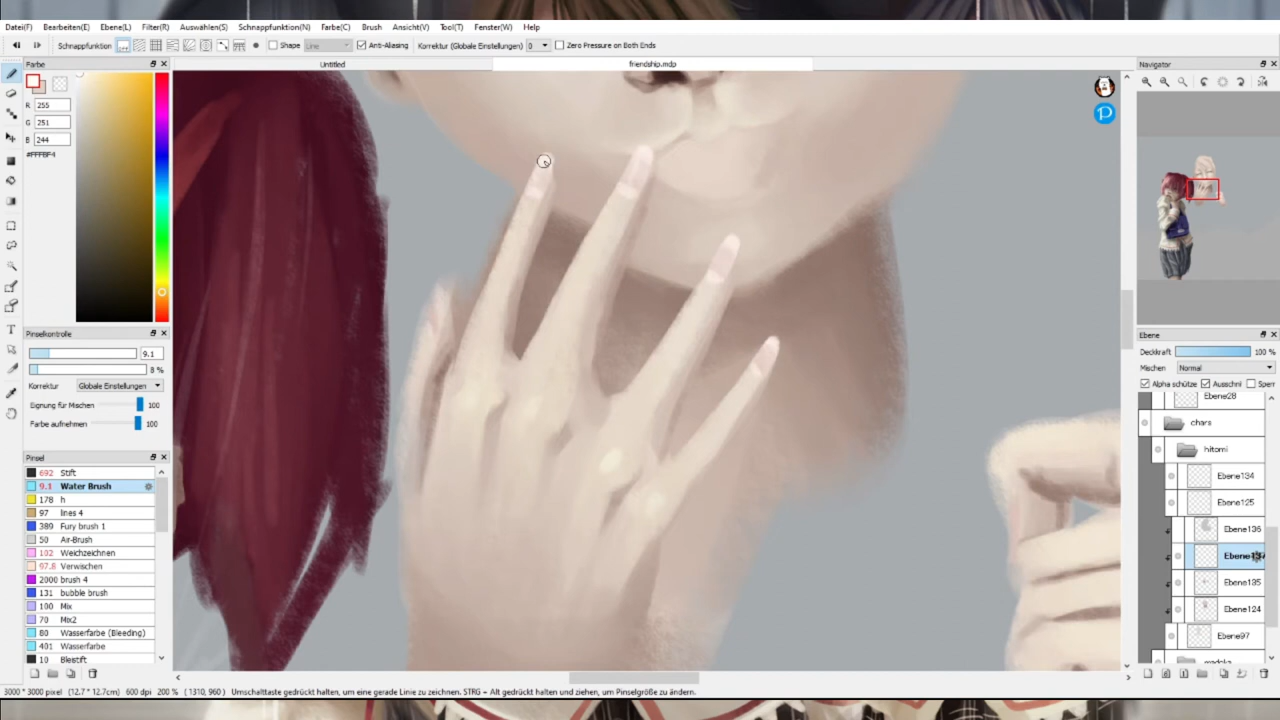 Datei(F) Bearbeiten(E) Ebene(L) Filter(R) Auswählen(S) Schnappfunktion(N) Farbe(C) Brush Ansicht(V) Tool(T) Fenster(W) Help
Schnappfunktion Shape Line Anti-Aliasing Korrektur (Globale Einstellungen) 0 Zero Pressure on Both Ends
Farbe
Untitled friendship.mdp
Navigator
R 255
G 251
B 244
#FFFBF4
Pinselkontrolle
9.1
8 %
Korrektur Globale Einstellungen
Eignung für Mischen 100
Farbe aufnehmen 100
Pinsel
692 Stift
9.1 Water Brush
178 h
97 lines 4
389 Fury brush 1
50 Air-Brush
102 Weichzeichnen
97.8 Verwischen
2000 brush 4
131 bubble brush
100 Mix
70 Mix2
80 Wasserfarbe (Bleeding)
401 Wasserfarbe
10 Bleistift
Ebene
Deckkraft 100 %
Mischen Normal
Alpha schütze Ausschni Sperr
Ebene28
chars
hitomi
Ebene134
Ebene125
Ebene136
Ebene137
Ebene135
Ebene124
Ebene97
3000 * 3000 pixel (12.7 * 12.7cm) 600 dpi 200 % ( 1310, 960 ) Umschalttaste gedrückt halten, um eine gerade Linie zu zeichnen. STRG = Alt gedrückt halten und ziehen, um Pinselgröße zu ändern.